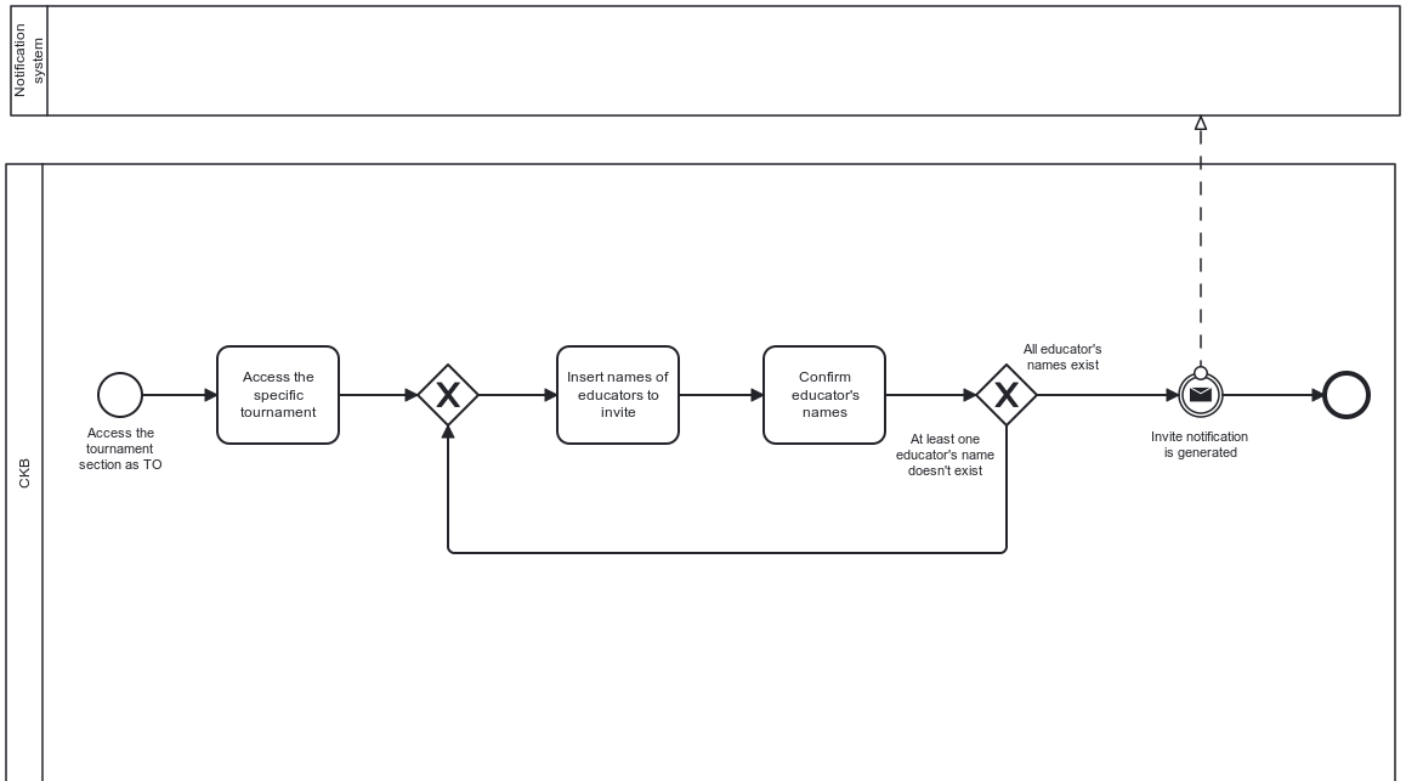 Notification
system
CKB
Access the
tournament
section as TO
Access the
specific
tournament
X
Insert names of
educators to
invite
Confirm
educator's
names
X
At least one
educator's name
doesn't exist
All educator's
names exist
Invite notification
is generated